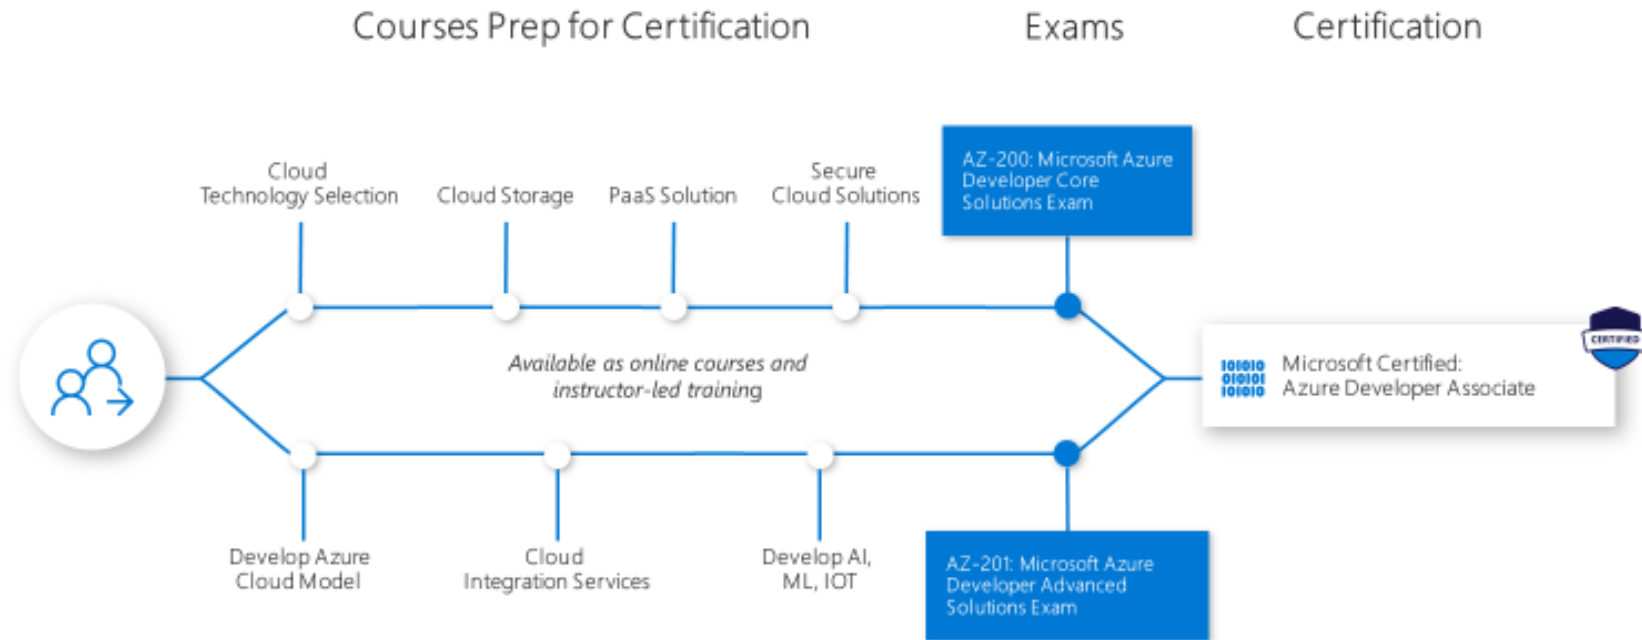 Courses Prep for Certification
Exams
Certification
Cloud
Technology Selection
Cloud Storage
PaaS Solution
Secure
Cloud Solutions
AZ-200: Microsoft Azure
Developer Core
Solutions Exam
Available as online courses and
instructor-led training
101010
010101
101010
Microsoft Certified:
Azure Developer Associate
CERTIFIED
Develop Azure
Cloud Model
Cloud
Integration Services
Develop AI,
ML, IOT
AZ-201: Microsoft Azure
Developer Advanced
Solutions Exam